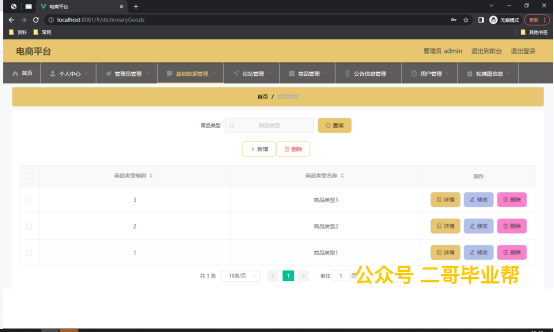 电商平台
localhost:8081/#/dictionaryGoods
无痕模式
更新
资料 常用 其他书签
电商平台 管理员 admin 退出到前台 退出登录
首页 个人中心 管理员管理 基础数据管理 论坛管理 商品管理 公告信息管理 用户管理 轮播图信息
首页 / 商品类型
商品类型 商品类型 查询
+ 新增 删除
商品类型编码 商品类型名称 操作
3 商品类型3 详情 修改 删除
2 商品类型2 详情 修改 删除
1 商品类型1 详情 修改 删除
共 3 条 10条/页 < 1 > 前往 1 页
公众号 二哥毕业帮